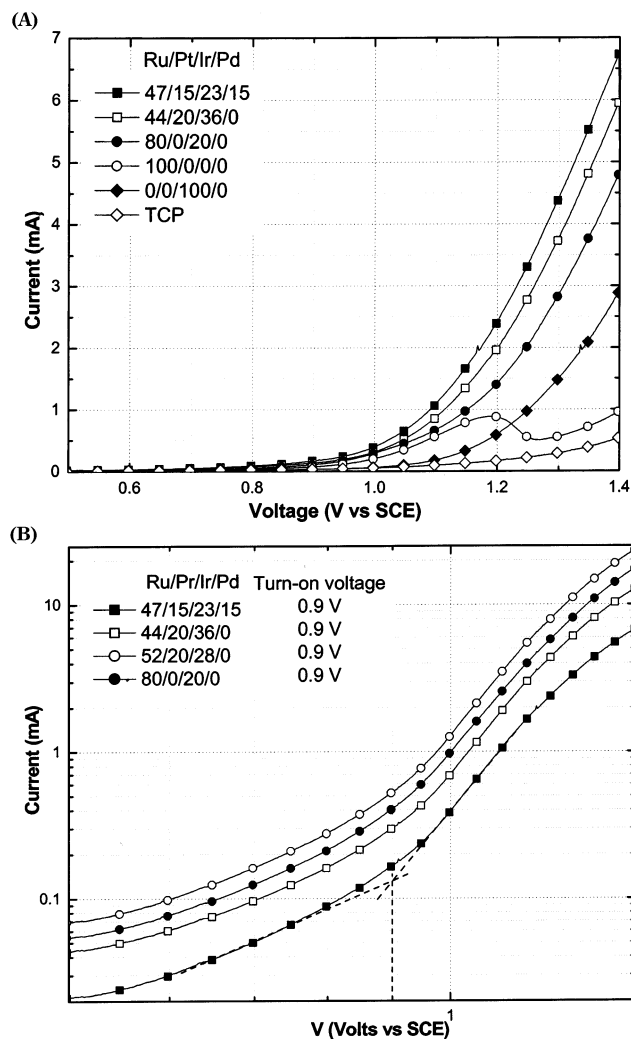 (A)
7
6
5
4
3
2
1
0
Current (mA)
Ru/Pt/Ir/Pd
47/15/23/15
44/20/36/0
80/0/20/0
100/0/0/0
0/0/100/0
TCP
0.6 0.8 1.0 1.2 1.4
Voltage (V vs SCE)
(B)
10
1
0.1
Current (mA)
Ru/Pr/Ir/Pd Turn-on voltage
47/15/23/15 0.9 V
44/20/36/0 0.9 V
52/20/28/0 0.9 V
80/0/20/0 0.9 V
1
V (Volts vs SCE)